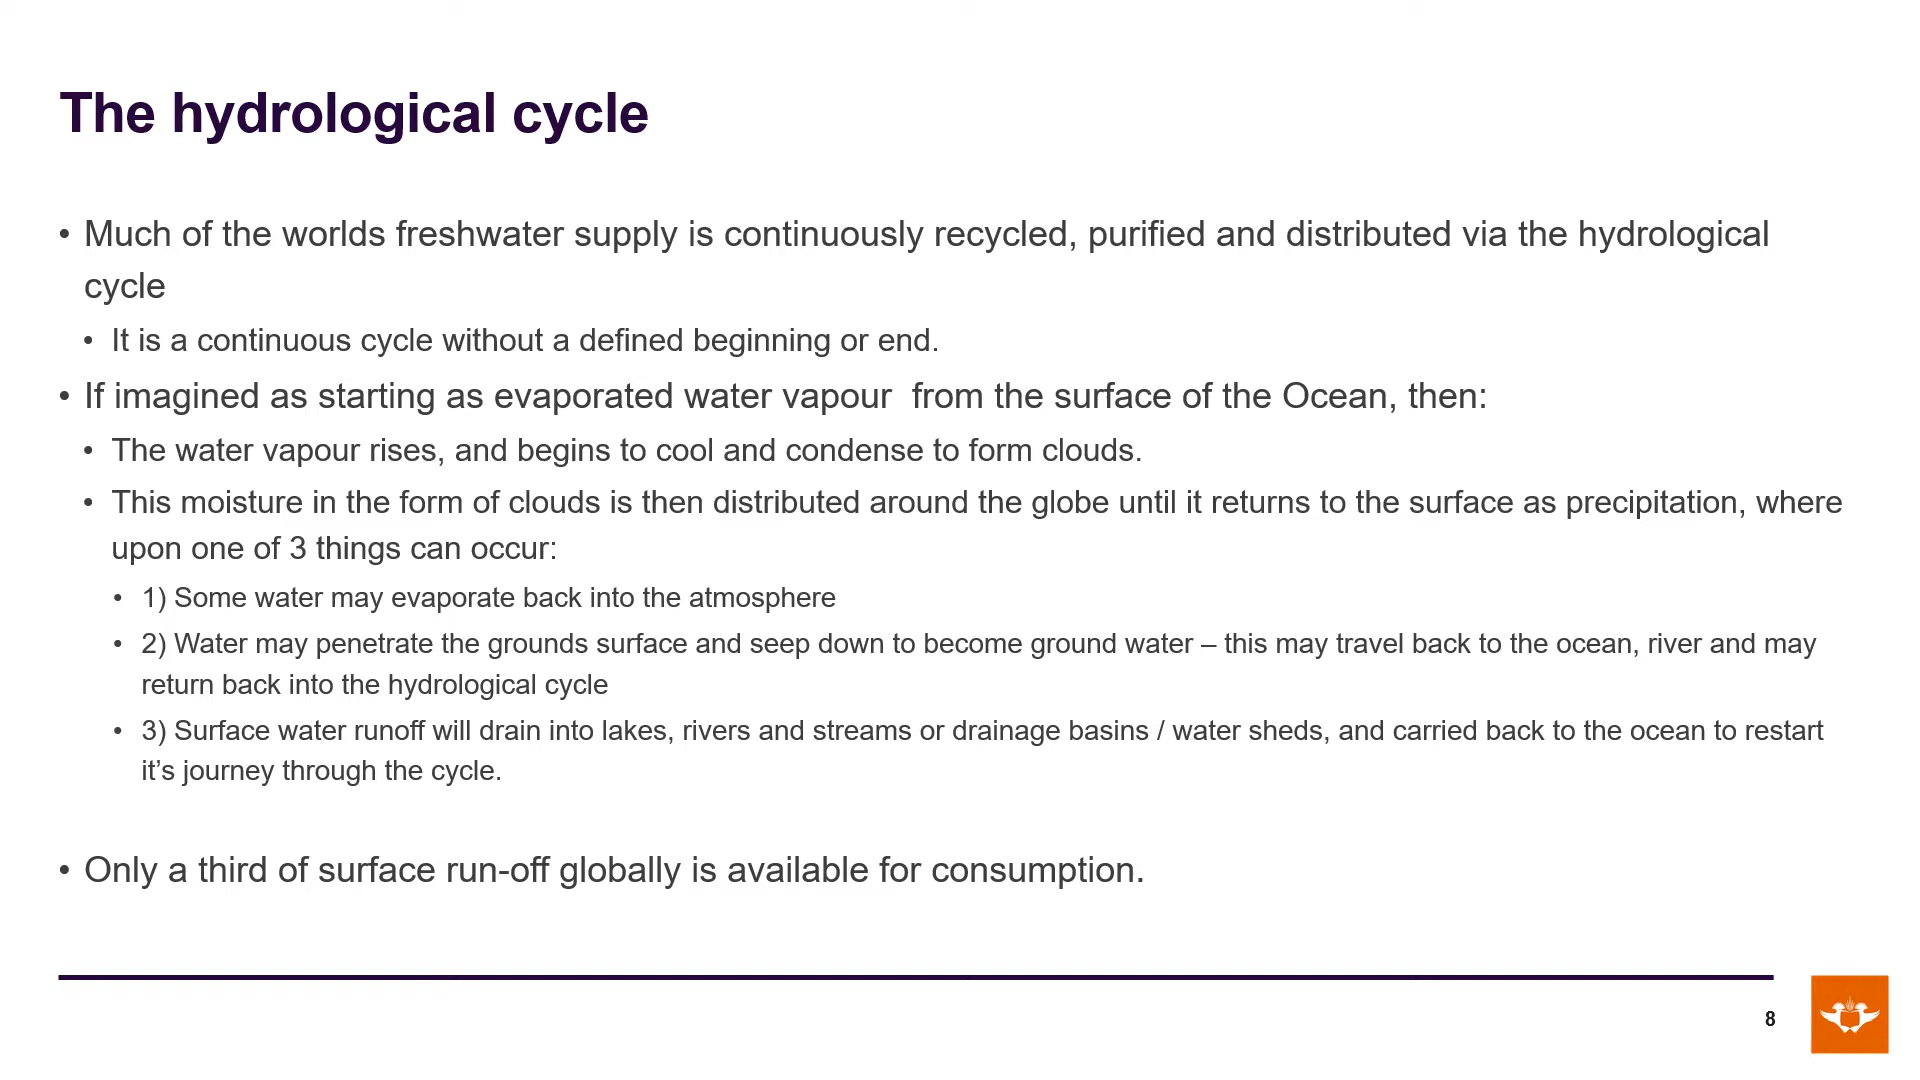 The hydrological cycle
• Much of the worlds freshwater supply is continuously recycled, purified and distributed via the hydrological
cycle
• It is a continuous cycle without a defined beginning or end.
• If imagined as starting as evaporated water vapour  from the surface of the Ocean, then:
• The water vapour rises, and begins to cool and condense to form clouds.
• This moisture in the form of clouds is then distributed around the globe until it returns to the surface as precipitation, where
upon one of 3 things can occur:
• 1) Some water may evaporate back into the atmosphere
• 2) Water may penetrate the grounds surface and seep down to become ground water – this may travel back to the ocean, river and may
return back into the hydrological cycle
• 3) Surface water runoff will drain into lakes, rivers and streams or drainage basins / water sheds, and carried back to the ocean to restart
it’s journey through the cycle.
• Only a third of surface run-off globally is available for consumption.
8